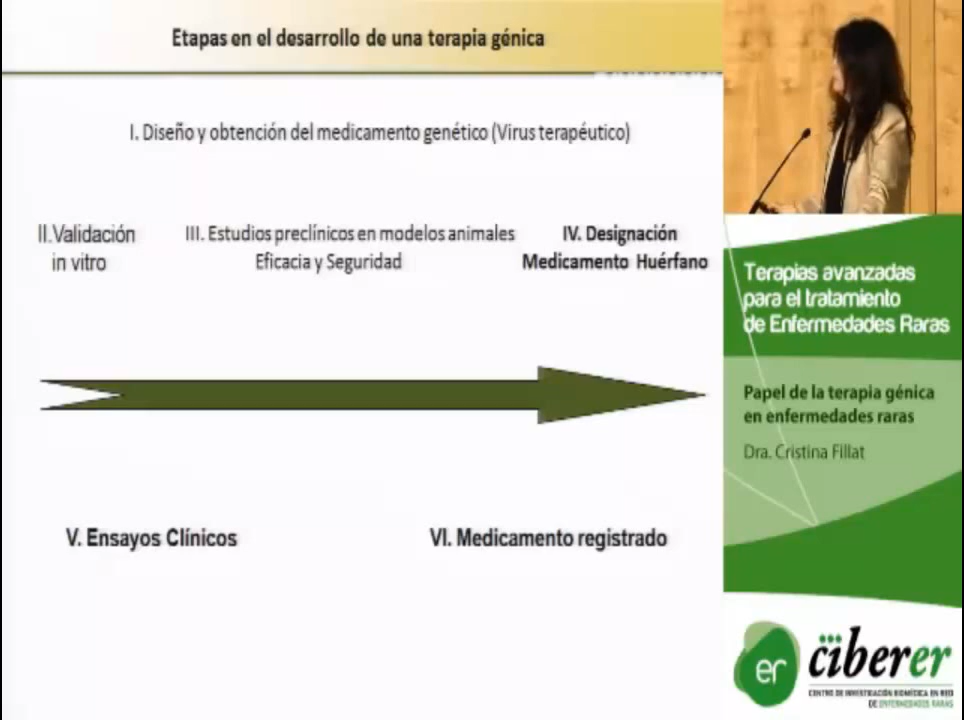 Etapas en el desarrollo de una terapia génica
I. Diseño y obtención del medicamento genético (Virus terapéutico)
II.Validación
in vitro
III. Estudios preclínicos en modelos animales
Eficacia y Seguridad
IV. Designación
Medicamento Huérfano
V. Ensayos Clínicos
VI. Medicamento registrado
Terapias avanzadas
para el tratamiento
de Enfermedades Raras
Papel de la terapia génica
en enfermedades raras
Dra. Cristina Fillat
er
ciberer
CENTRO DE INVESTIGACIÓN BIOMÉDICA EN RED
DE ENFERMEDADES RARAS